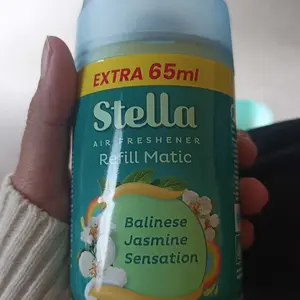 EXTRA 65ml
Stella
AIR FRESHENER
Refill Matic
Balinese
Jasmine
Sensation